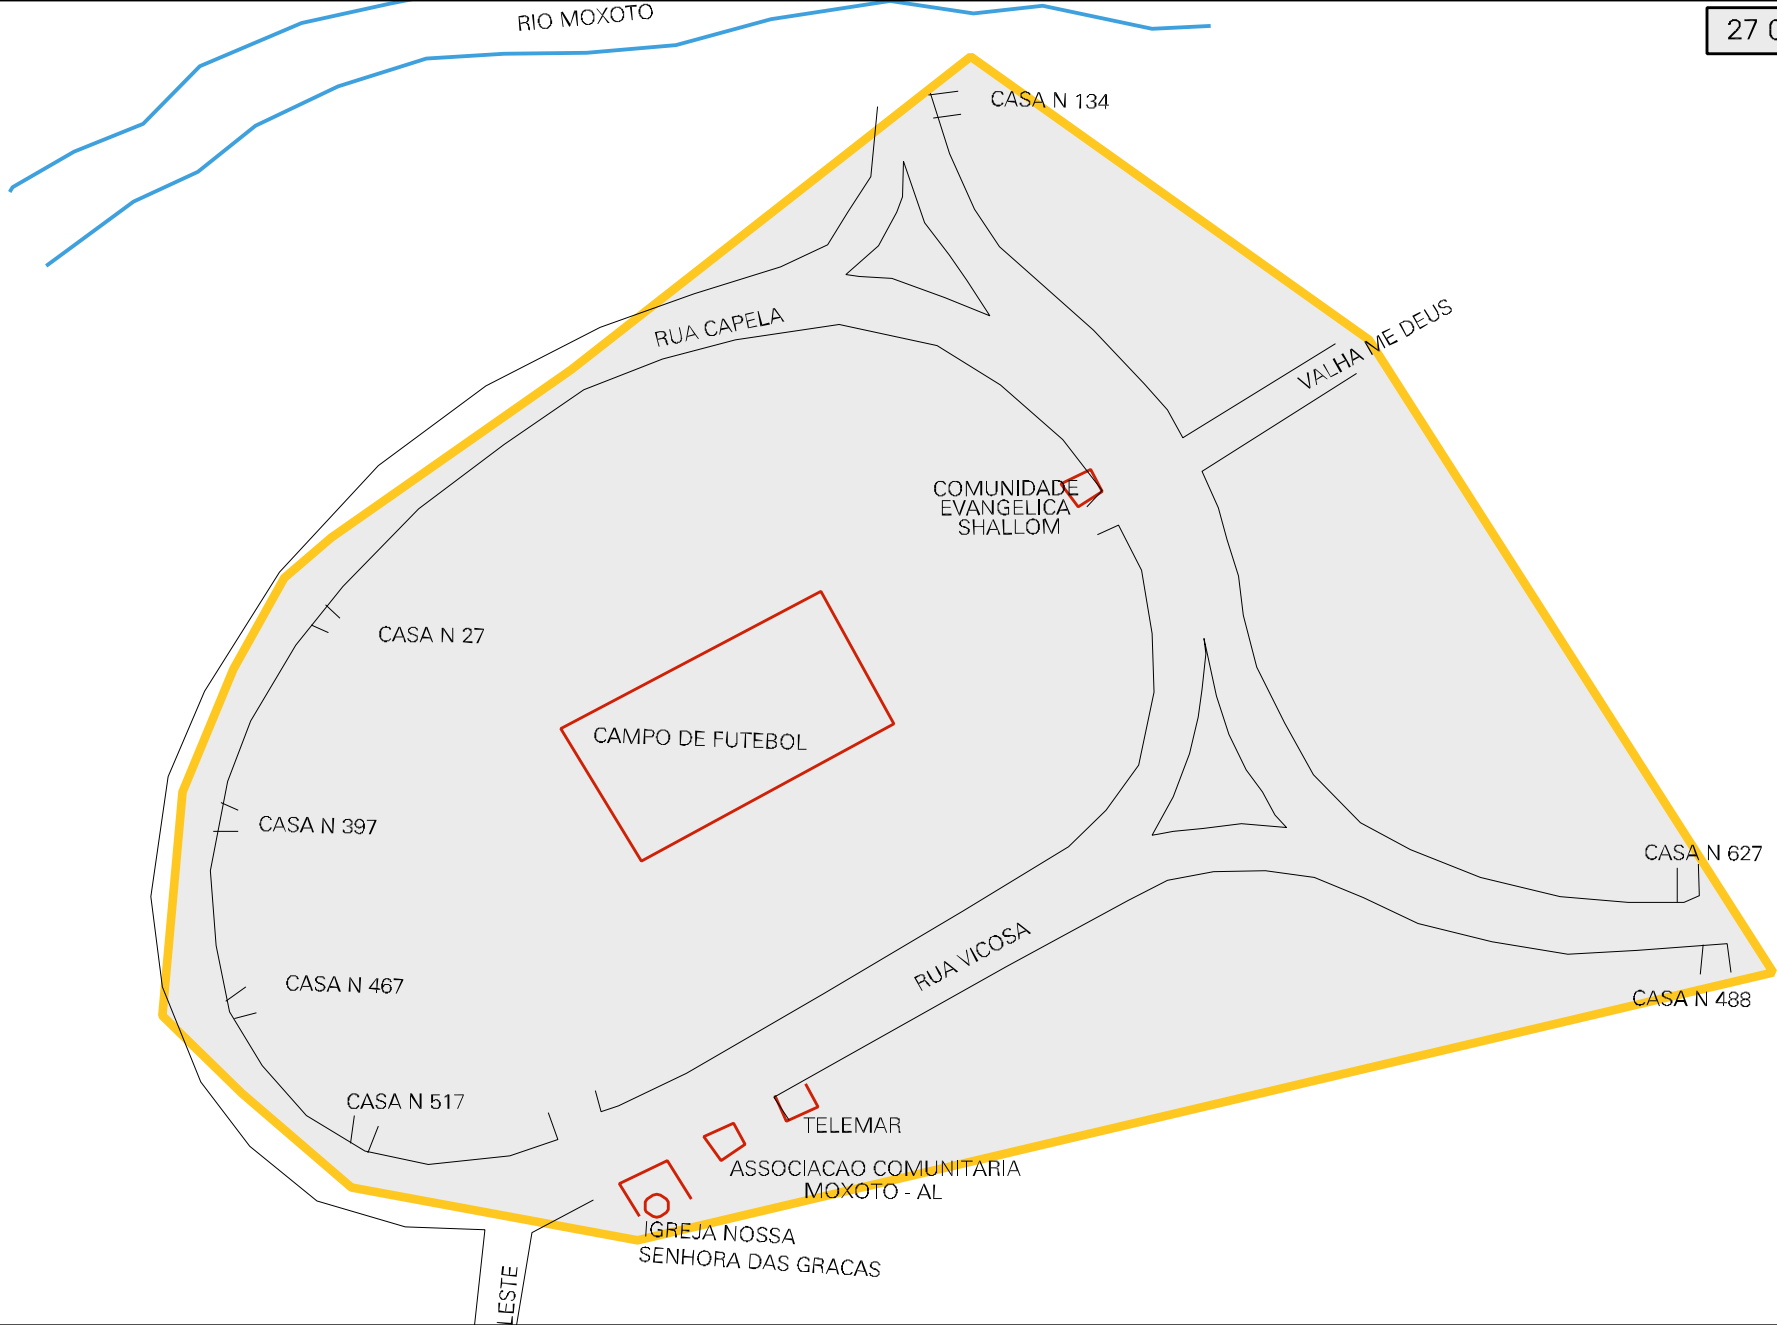 RIO MOXOTO
27 0
CASA N 134
RUA CAPELA
VALHA ME DEUS
COMUNIDADE
EVANGELICA
SHALLOM
CASA N 27
CAMPO DE FUTEBOL
CASA N 397
CASA N 627
RUA VICOSA
CASA N 467
CASA N 488
CASA N 517
TELEMAR
ASSOCIACAO COMUNITARIA
MOXOTO - AL
IGREJA NOSSA
SENHORA DAS GRACAS
LESTE